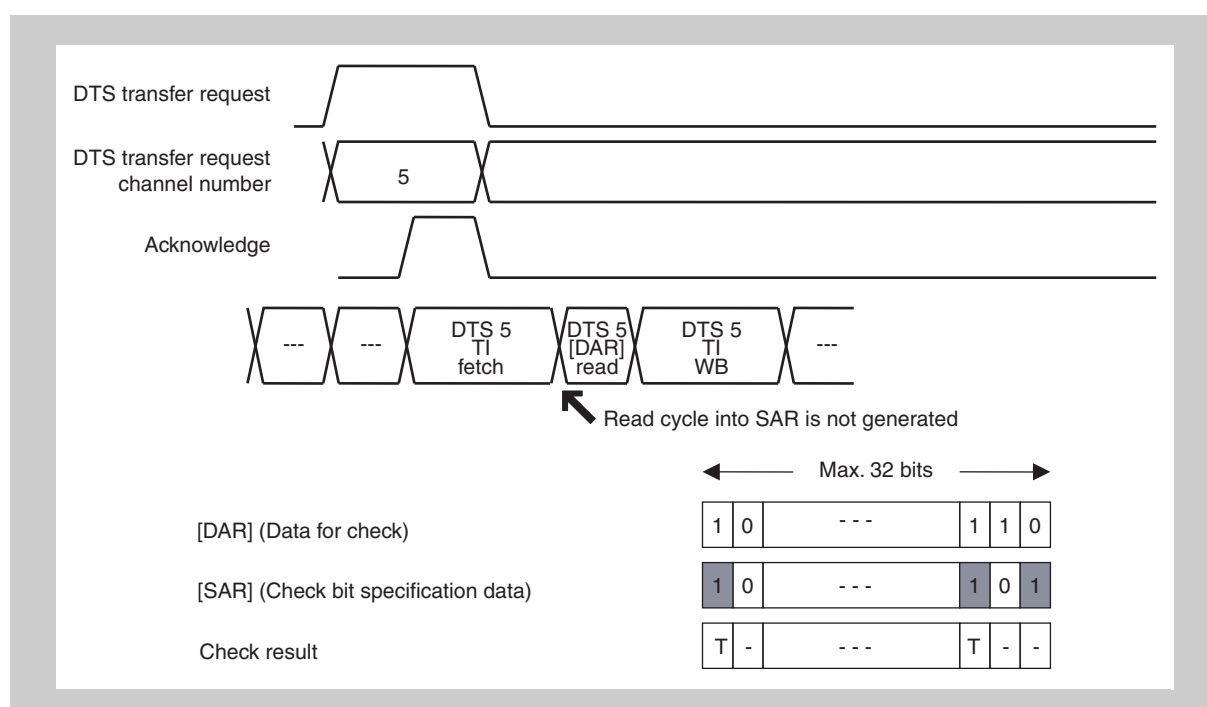 DTS transfer request
DTS transfer request
channel number
5
Acknowledge
---
---
DTS 5
TI
fetch
DTS 5
[DAR]
read
DTS 5
TI
WB
---
Read cycle into SAR is not generated
Max. 32 bits
[DAR] (Data for check)
1 0 - - - 1 1 0
[SAR] (Check bit specification data)
1 0 - - - 1 0 1
Check result
T - - - - T - -